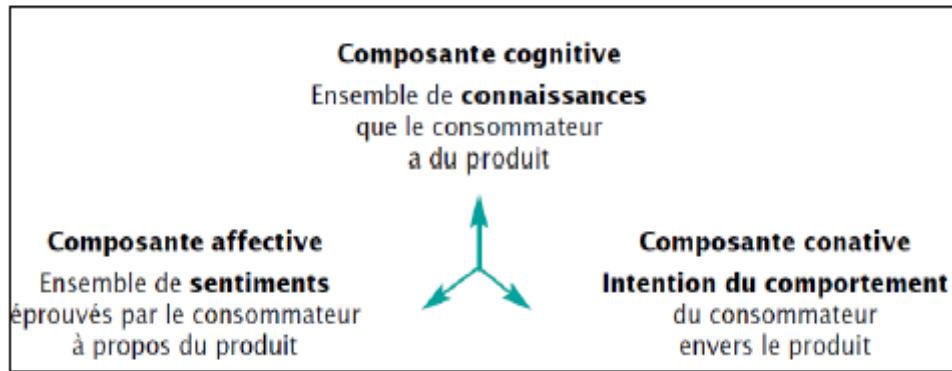 Composante cognitive
Ensemble de connaissances
que le consommateur
a du produit
Composante affective
Ensemble de sentiments
éprouvés par le consommateur
à propos du produit
Composante conative
Intention du comportement
du consommateur
envers le produit